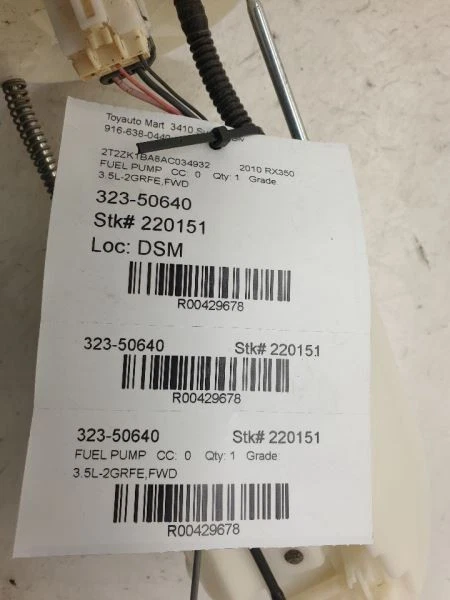 Toyauto Mart 3410
916-638-0440
2T2ZK1BA8AC034932 2010 RX350
FUEL PUMP CC: 0 Qty: 1 Grade
3.5L-2GRFE,FWD
323-50640
Stk# 220151
Loc: DSM
R00429678
323-50640 Stk# 220151
R00429678
323-50640 Stk# 220151
FUEL PUMP CC: 0 Qty: 1 Grade
3.5L-2GRFE,FWD
R00429678